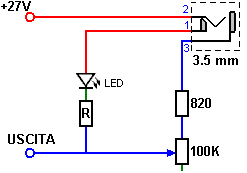 +27V
2
1
3
3.5 mm
LED
R
820
USCITA
100K